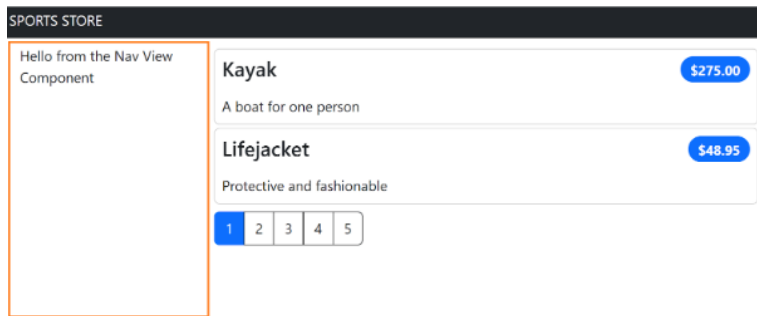 SPORTS STORE
Hello from the Nav View
Component
Kayak
$275.00
A boat for one person
Lifejacket
$48.95
Protective and fashionable
1 2 3 4 5